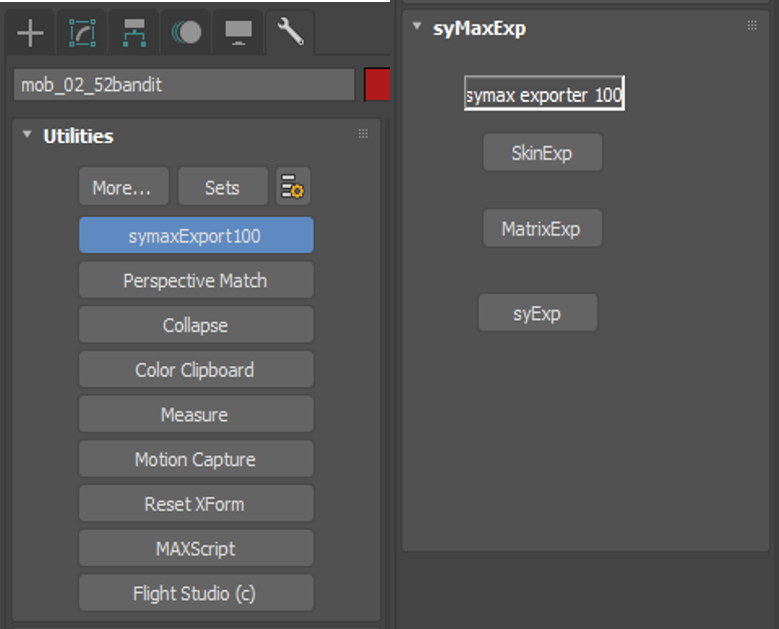 mob_02_52bandit
Utilities
More...
Sets
symaxExport100
Perspective Match
Collapse
Color Clipboard
Measure
Motion Capture
Reset XForm
MAXScript
Flight Studio (c)
syMaxExp
symax exporter 100
SkinExp
MatrixExp
syExp